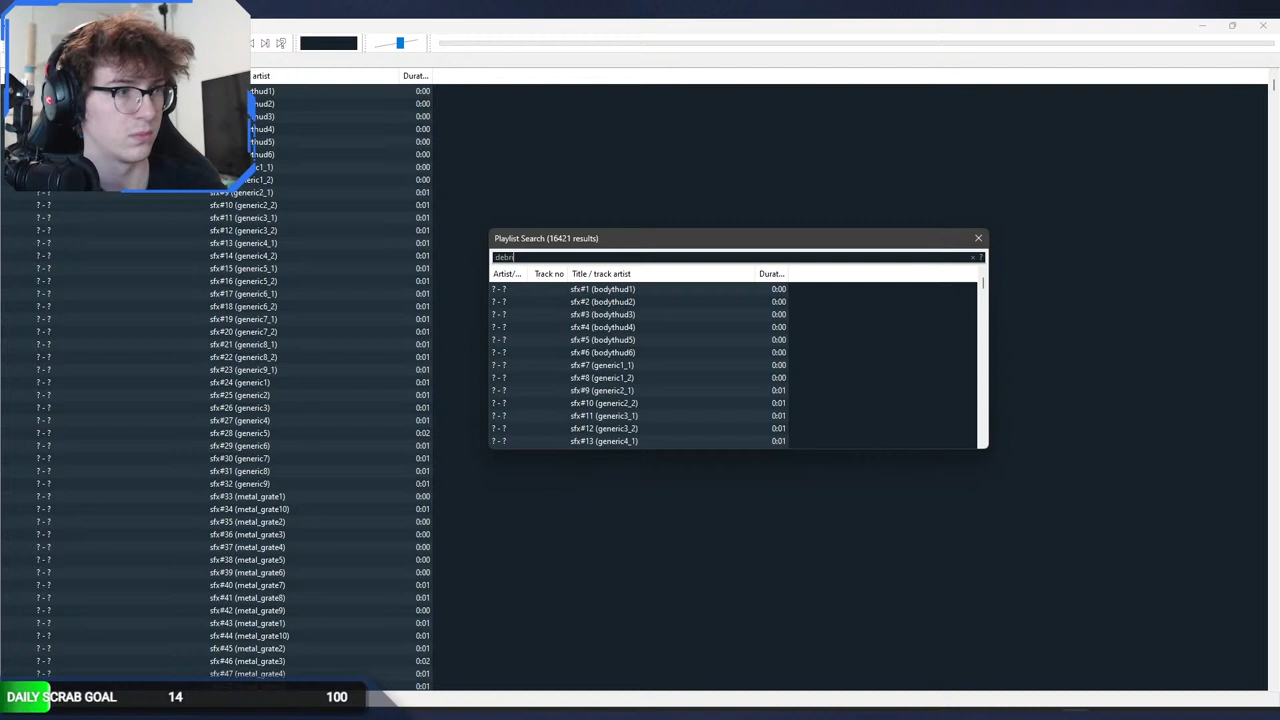 artist Durat...
thud1) 0:00
thud2) 0:00
thud3) 0:00
thud4) 0:00
thud5) 0:00
thud6) 0:00
c1_1) 0:00
eric1_2) 0:00
? - ? sfx#9 (generic2_1) 0:01
? - ? sfx#10 (generic2_2) 0:01
? - ? sfx#11 (generic3_1) 0:01
? - ? sfx#12 (generic3_2) 0:01
? - ? sfx#13 (generic4_1) 0:01
? - ? sfx#14 (generic4_2) 0:01
? - ? sfx#15 (generic5_1) 0:01
? - ? sfx#16 (generic5_2) 0:01
? - ? sfx#17 (generic6_1) 0:01
? - ? sfx#18 (generic6_2) 0:01
? - ? sfx#19 (generic7_1) 0:01
? - ? sfx#20 (generic7_2) 0:01
? - ? sfx#21 (generic8_1) 0:01
? - ? sfx#22 (generic8_2) 0:01
? - ? sfx#23 (generic9_1) 0:01
? - ? sfx#24 (generic1) 0:01
? - ? sfx#25 (generic2) 0:01
? - ? sfx#26 (generic3) 0:01
? - ? sfx#27 (generic4) 0:01
? - ? sfx#28 (generic5) 0:02
? - ? sfx#29 (generic6) 0:01
? - ? sfx#30 (generic7) 0:01
? - ? sfx#31 (generic8) 0:01
? - ? sfx#32 (generic9) 0:01
? - ? sfx#33 (metal_grate1) 0:00
? - ? sfx#34 (metal_grate10) 0:01
? - ? sfx#35 (metal_grate2) 0:00
? - ? sfx#36 (metal_grate3) 0:00
? - ? sfx#37 (metal_grate4) 0:00
? - ? sfx#38 (metal_grate5) 0:00
? - ? sfx#39 (metal_grate6) 0:00
? - ? sfx#40 (metal_grate7) 0:01
? - ? sfx#41 (metal_grate8) 0:01
? - ? sfx#42 (metal_grate9) 0:00
? - ? sfx#43 (metal_grate1) 0:01
? - ? sfx#44 (metal_grate10) 0:01
? - ? sfx#45 (metal_grate2) 0:01
? - ? sfx#46 (metal_grate3) 0:02
? - ? sfx#47 (metal_grate4) 0:01
0:01
Playlist Search (16421 results)
debri × ?
Artist/... Track no Title / track artist Durat...
? - ? sfx#1 (bodythud1) 0:00
? - ? sfx#2 (bodythud2) 0:00
? - ? sfx#3 (bodythud3) 0:00
? - ? sfx#4 (bodythud4) 0:00
? - ? sfx#5 (bodythud5) 0:00
? - ? sfx#6 (bodythud6) 0:00
? - ? sfx#7 (generic1_1) 0:00
? - ? sfx#8 (generic1_2) 0:00
? - ? sfx#9 (generic2_1) 0:01
? - ? sfx#10 (generic2_2) 0:01
? - ? sfx#11 (generic3_1) 0:01
? - ? sfx#12 (generic3_2) 0:01
? - ? sfx#13 (generic4_1) 0:01
DAILY SCRAB GOAL 14 100